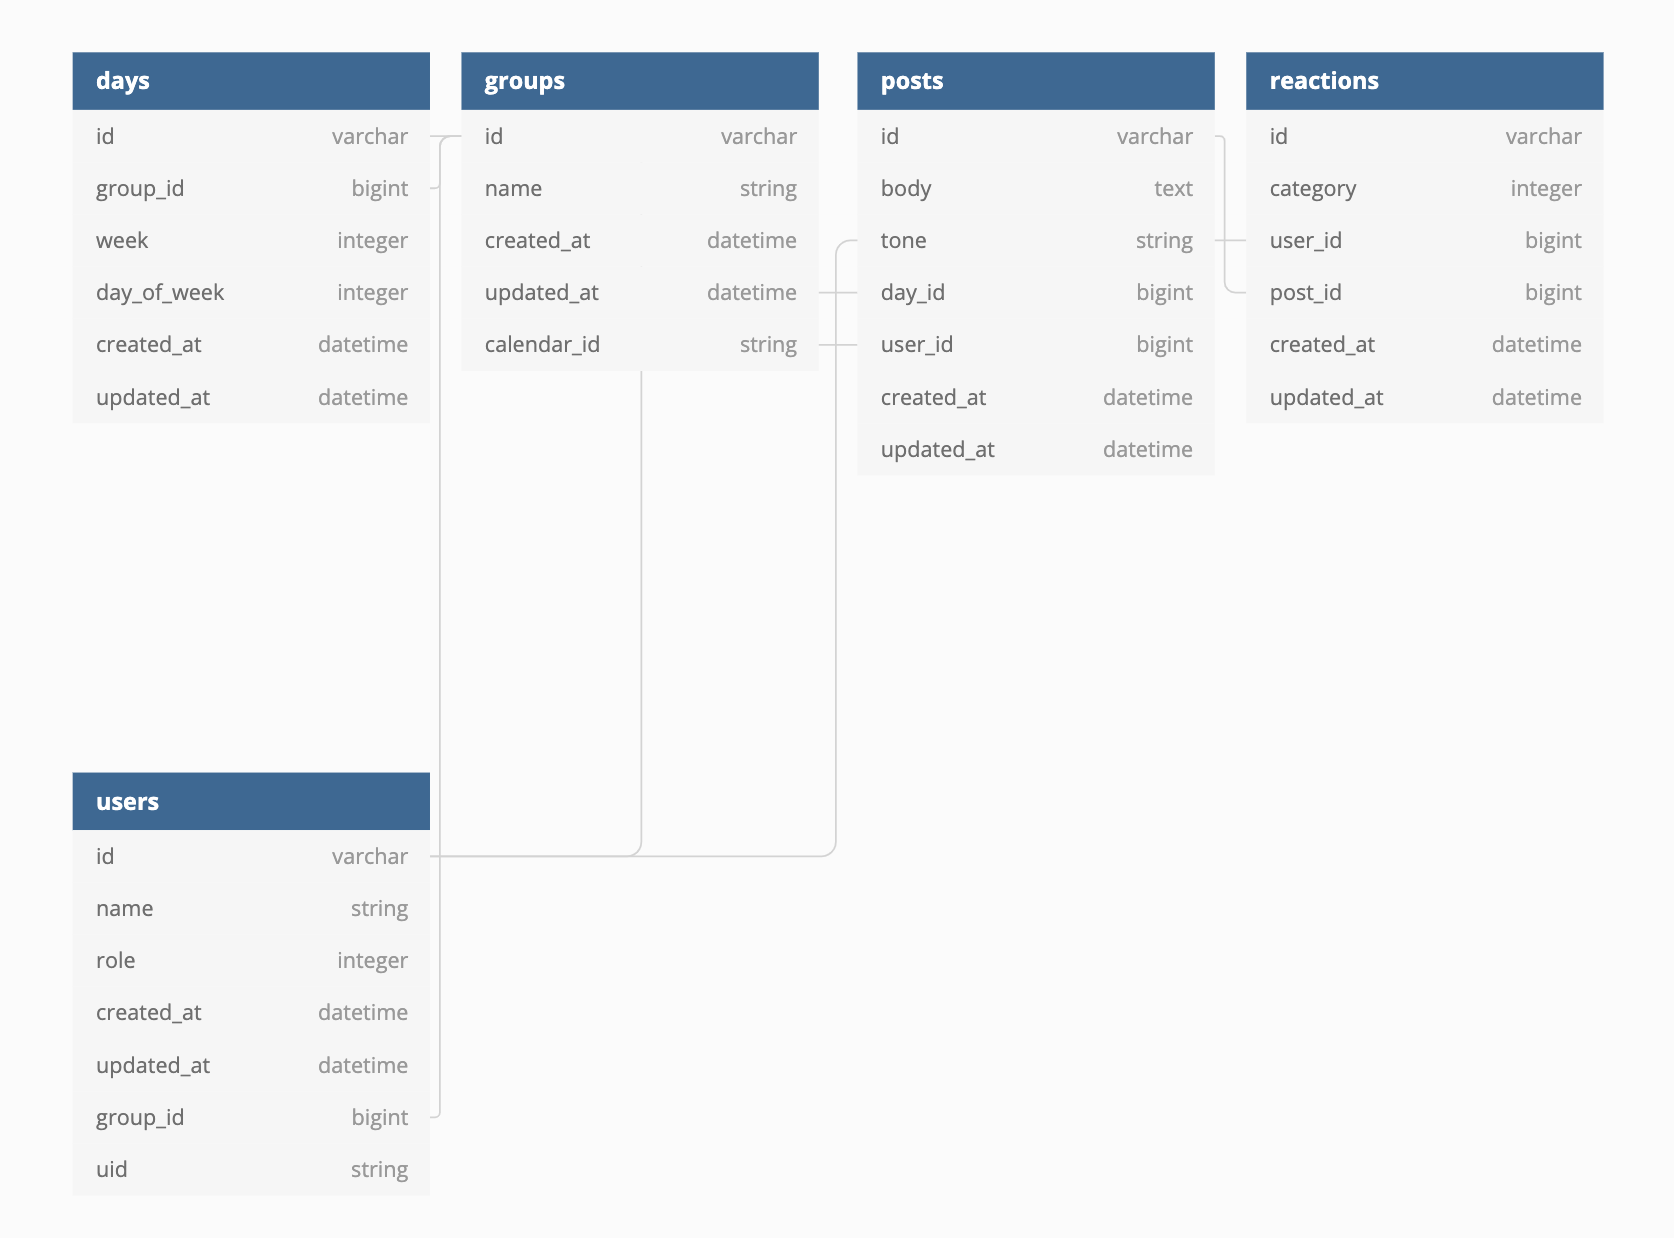 days
id varchar
group_id bigint
week integer
day_of_week integer
created_at datetime
updated_at datetime
groups
id varchar
name string
created_at datetime
updated_at datetime
calendar_id string
posts
id varchar
body text
tone string
day_id bigint
user_id bigint
created_at datetime
updated_at datetime
reactions
id varchar
category integer
user_id bigint
post_id bigint
created_at datetime
updated_at datetime
users
id varchar
name string
role integer
created_at datetime
updated_at datetime
group_id bigint
uid string